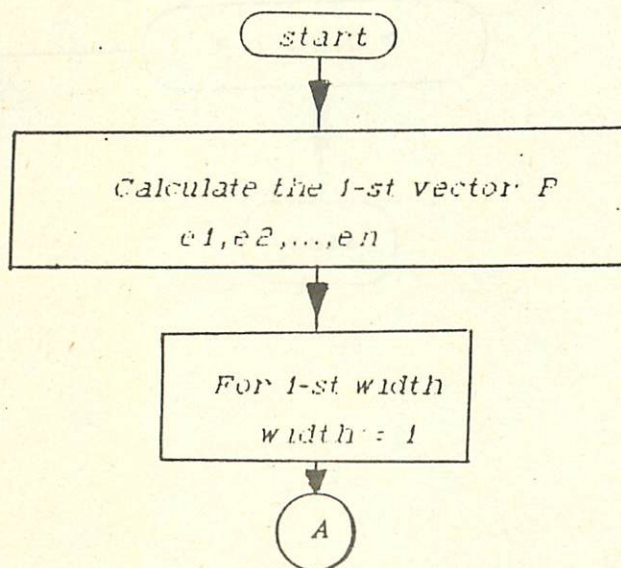 start
Calculate the 1-st vector P
e1,e2,...,en
For 1-st width
width = 1
A